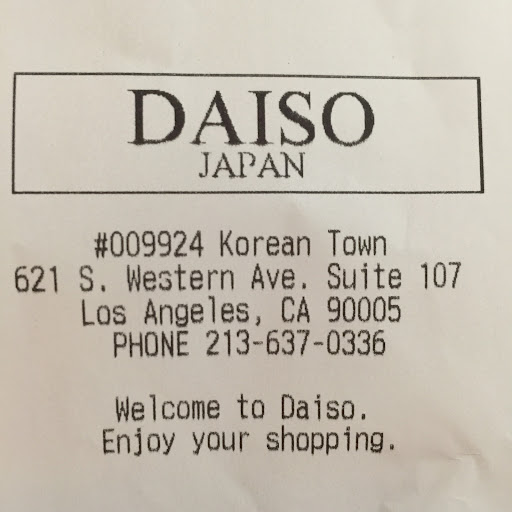 DAISO
JAPAN
#009924 Korean Town
621 S. Western Ave. Suite 107
Los Angeles, CA 90005
PHONE 213-637-0336
Welcome to Daiso.
Enjoy your shopping.